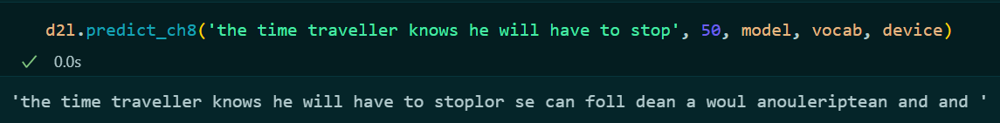 d2l.predict_ch8('the time traveller knows he will have to stop', 50, model, vocab, device)
✓ 0.0s
'the time traveller knows he will have to stoplor se can foll dean a woul anouleriptean and and '